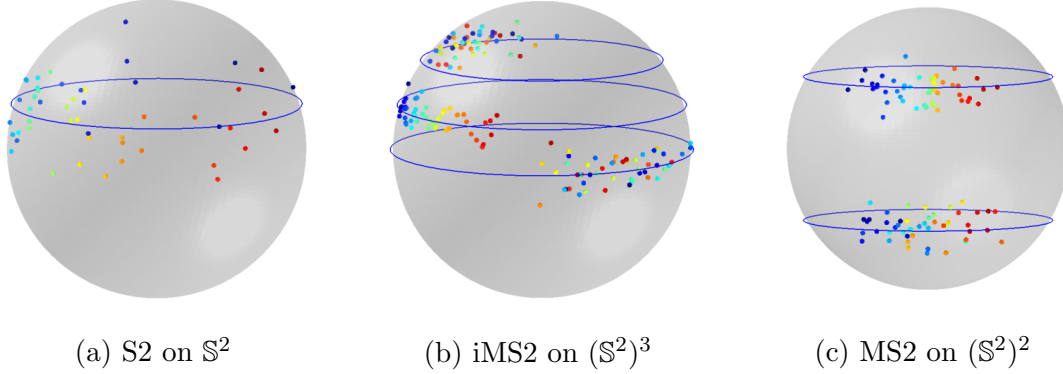 (a) S2 on 𝕊²
(b) iMS2 on (𝕊²)³
(c) MS2 on (𝕊²)²